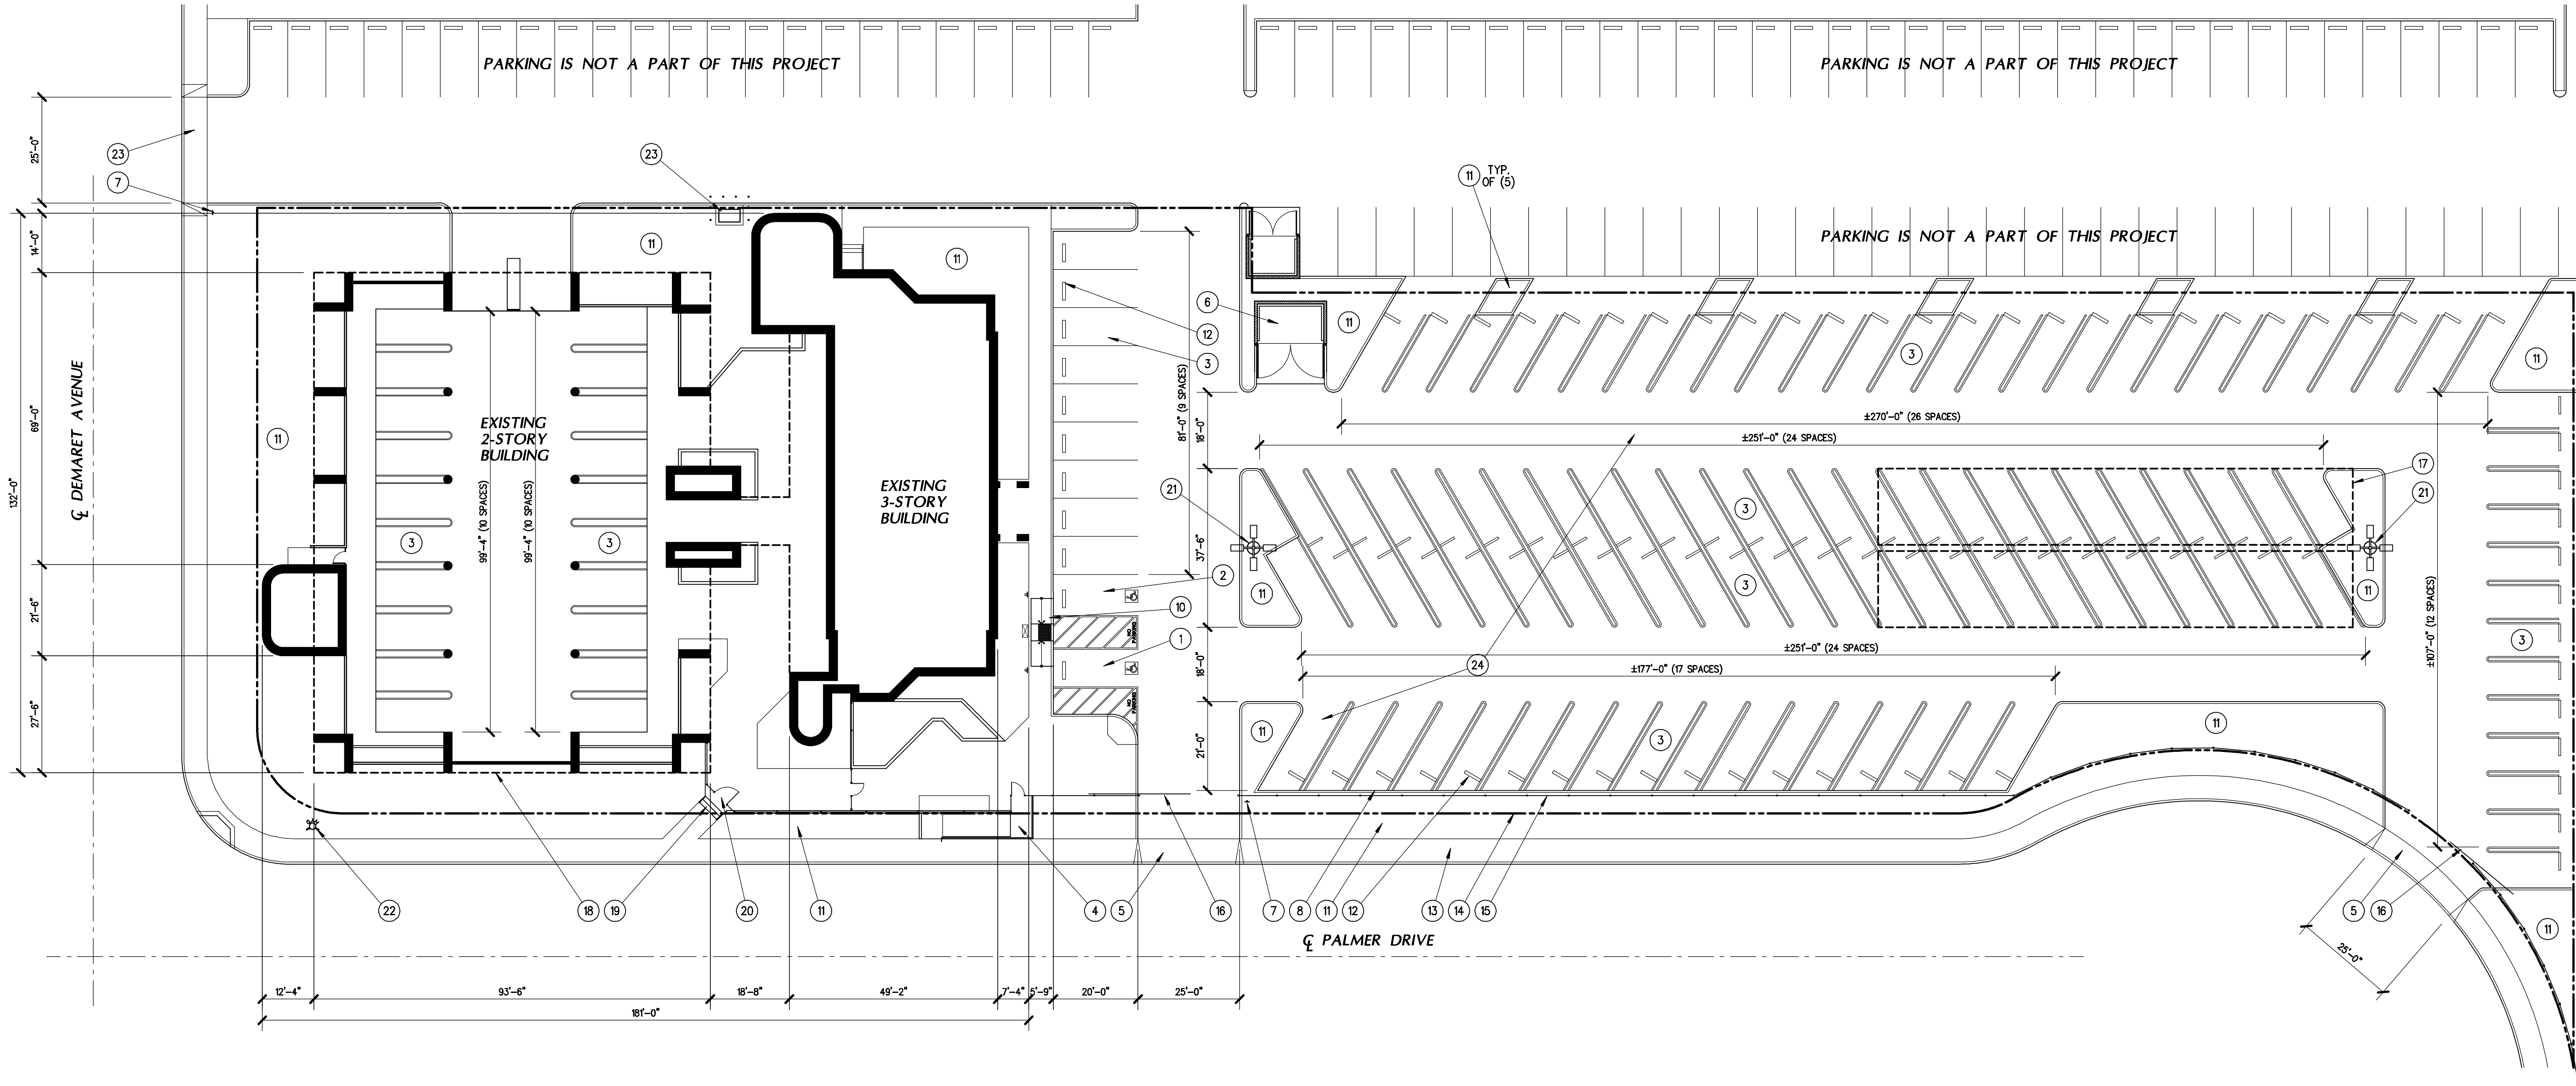 PARKING IS NOT A PART OF THIS PROJECT
PARKING IS NOT A PART OF THIS PROJECT
25'-0"
23
7
23
11 TYP.
OF (5)
PARKING IS NOT A PART OF THIS PROJECT
14'-0"
11
11
6
11
12
3
3
11
℄ DEMARET AVENUE
132'-0"
69'-0"
11
EXISTING
2-STORY
BUILDING
99'-4" (10 SPACES)
99'-4" (10 SPACES)
3
3
EXISTING
3-STORY
BUILDING
81'-0" (9 SPACES)
18'-0"
±270'-0" (26 SPACES)
±251'-0" (24 SPACES)
17
21
21
3
37'-6"
2
3
11
11
10
NO
PARKING
1
21'-6"
±107'-0" (12 SPACES)
3
18'-0"
±251'-0" (24 SPACES)
24
±177'-0" (17 SPACES)
NO
PARKING
27'-6"
21'-0"
11
3
11
22
18
19
20
11
4
5
16
7
8
11
12
13
14
15
5
16
11
℄ PALMER DRIVE
25'-0"
12'-4"
93'-6"
18'-8"
49'-2"
7'-4"
5'-9"
20'-0"
25'-0"
181'-0"